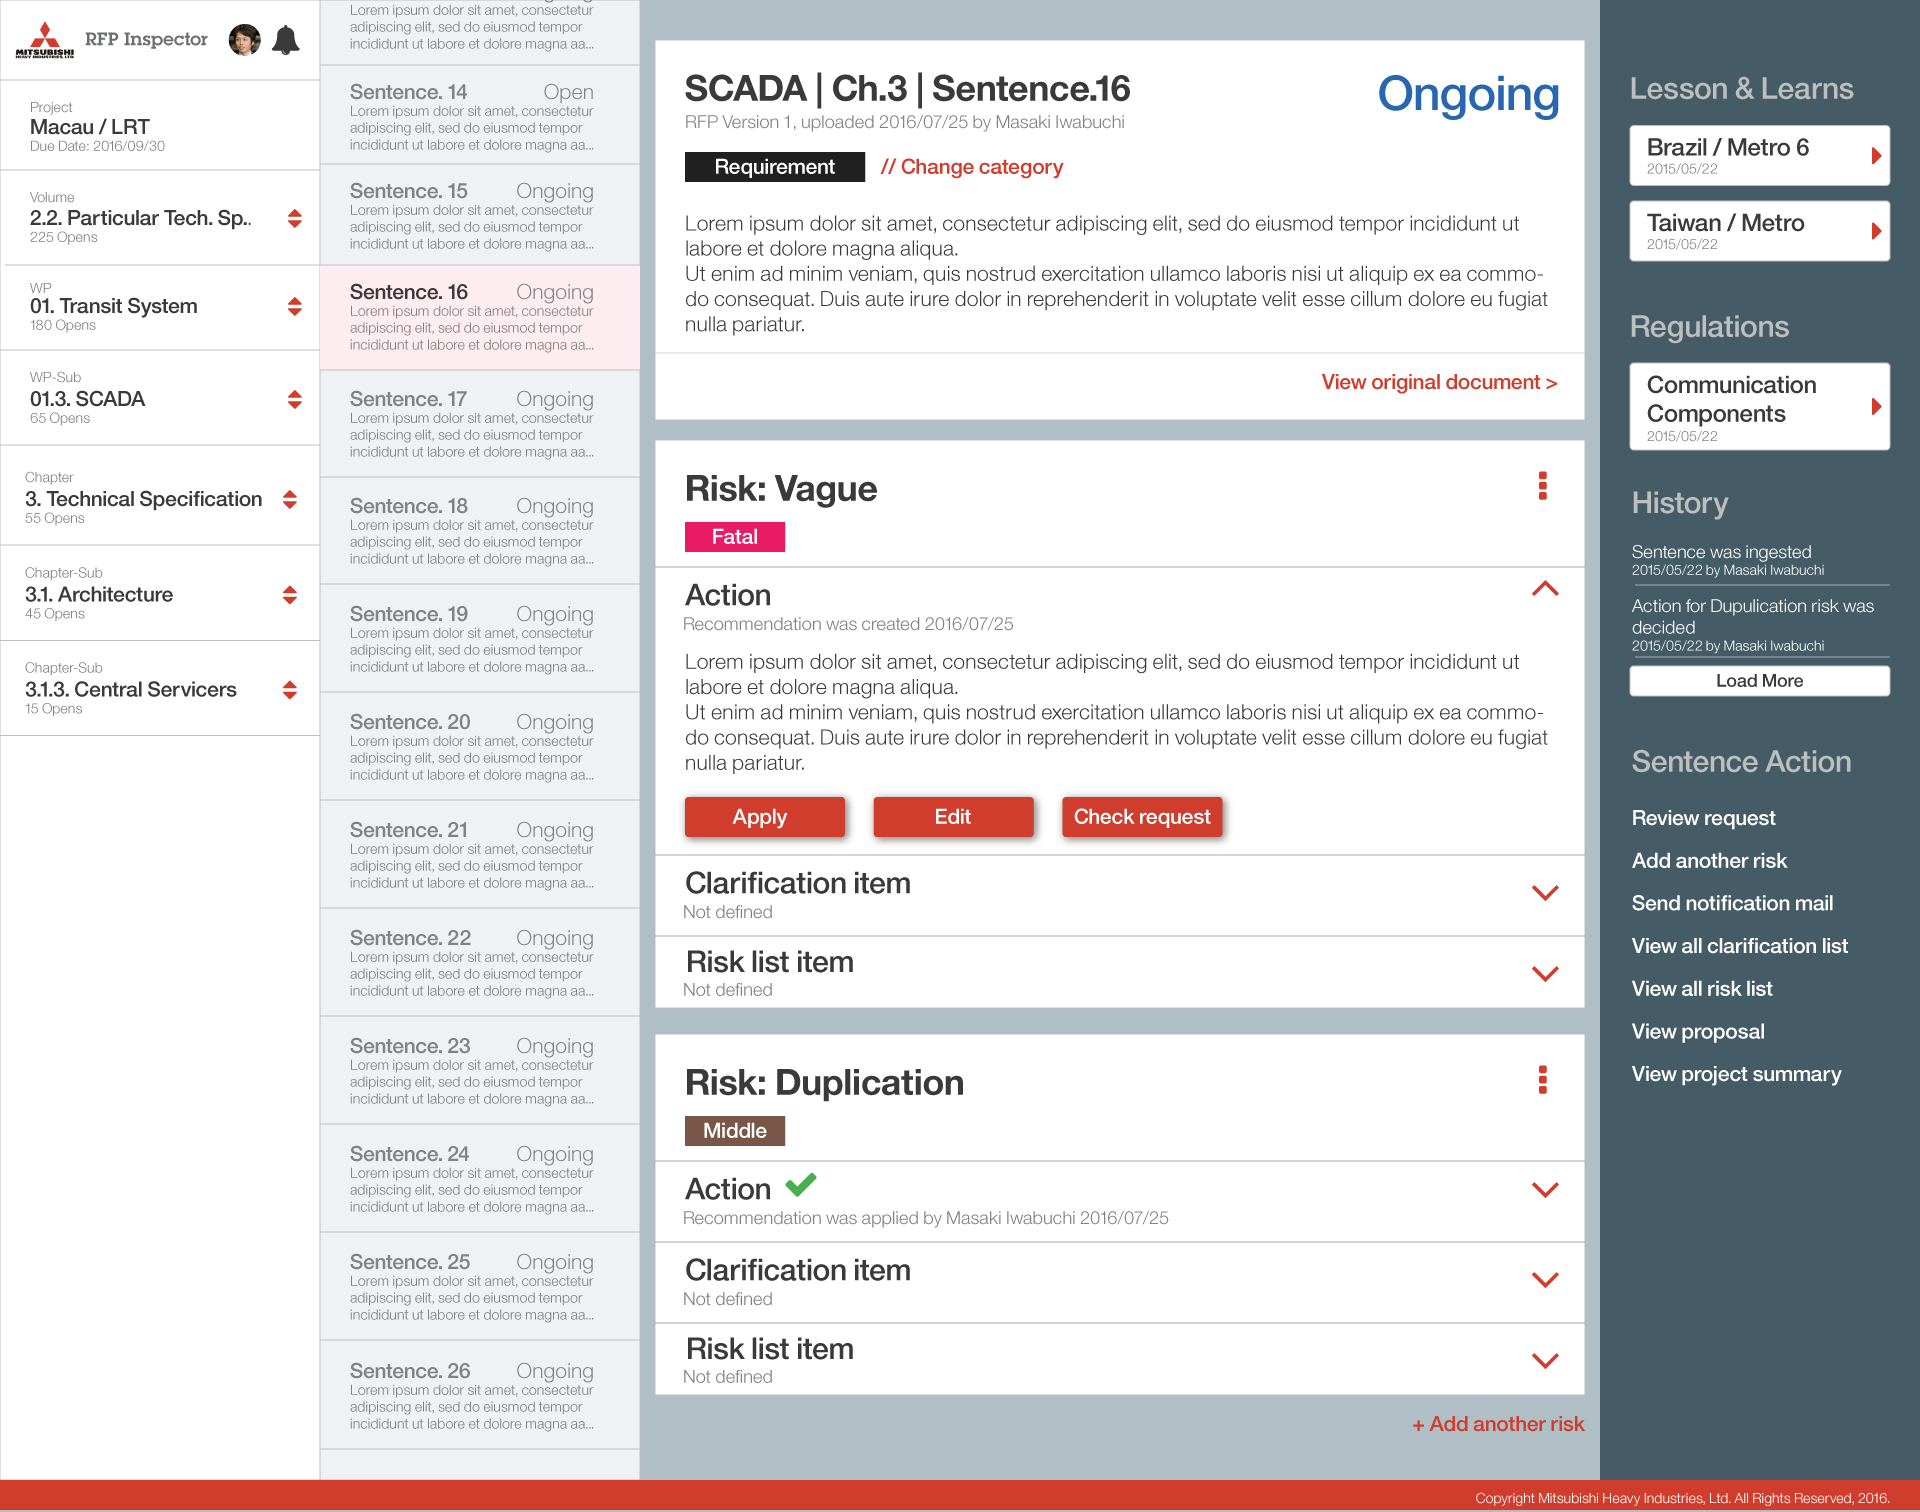 MITSUBISHI
HEAVY INDUSTRIES, LTD.
RFP Inspector
Project
Macau / LRT
Due Date: 2016/09/30
Volume
2.2. Particular Tech. Sp..
225 Opens
WP
01. Transit System
180 Opens
WP-Sub
01.3. SCADA
65 Opens
Chapter
3. Technical Specification
55 Opens
Chapter-Sub
3.1. Architecture
45 Opens
Chapter-Sub
3.1.3. Central Servicers
15 Opens
Lorem ipsum dolor sit amet, consectetur
adipiscing elit, sed do eiusmod tempor
incididunt ut labore et dolore magna aa...
Sentence. 14 Open
Lorem ipsum dolor sit amet, consectetur
adipiscing elit, sed do eiusmod tempor
incididunt ut labore et dolore magna aa...
Sentence. 15 Ongoing
Lorem ipsum dolor sit amet, consectetur
adipiscing elit, sed do eiusmod tempor
incididunt ut labore et dolore magna aa...
Sentence. 16 Ongoing
Lorem ipsum dolor sit amet, consectetur
adipiscing elit, sed do eiusmod tempor
incididunt ut labore et dolore magna aa...
Sentence. 17 Ongoing
Lorem ipsum dolor sit amet, consectetur
adipiscing elit, sed do eiusmod tempor
incididunt ut labore et dolore magna aa...
Sentence. 18 Ongoing
Lorem ipsum dolor sit amet, consectetur
adipiscing elit, sed do eiusmod tempor
incididunt ut labore et dolore magna aa...
Sentence. 19 Ongoing
Lorem ipsum dolor sit amet, consectetur
adipiscing elit, sed do eiusmod tempor
incididunt ut labore et dolore magna aa...
Sentence. 20 Ongoing
Lorem ipsum dolor sit amet, consectetur
adipiscing elit, sed do eiusmod tempor
incididunt ut labore et dolore magna aa...
Sentence. 21 Ongoing
Lorem ipsum dolor sit amet, consectetur
adipiscing elit, sed do eiusmod tempor
incididunt ut labore et dolore magna aa...
Sentence. 22 Ongoing
Lorem ipsum dolor sit amet, consectetur
adipiscing elit, sed do eiusmod tempor
incididunt ut labore et dolore magna aa...
Sentence. 23 Ongoing
Lorem ipsum dolor sit amet, consectetur
adipiscing elit, sed do eiusmod tempor
incididunt ut labore et dolore magna aa...
Sentence. 24 Ongoing
Lorem ipsum dolor sit amet, consectetur
adipiscing elit, sed do eiusmod tempor
incididunt ut labore et dolore magna aa...
Sentence. 25 Ongoing
Lorem ipsum dolor sit amet, consectetur
adipiscing elit, sed do eiusmod tempor
incididunt ut labore et dolore magna aa...
Sentence. 26 Ongoing
Lorem ipsum dolor sit amet, consectetur
adipiscing elit, sed do eiusmod tempor
incididunt ut labore et dolore magna aa...
SCADA | Ch.3 | Sentence.16
Ongoing
RFP Version 1, uploaded 2016/07/25 by Masaki Iwabuchi
Requirement // Change category
Lorem ipsum dolor sit amet, consectetur adipiscing elit, sed do eiusmod tempor incididunt ut
labore et dolore magna aliqua.
Ut enim ad minim veniam, quis nostrud exercitation ullamco laboris nisi ut aliquip ex ea commo-
do consequat. Duis aute irure dolor in reprehenderit in voluptate velit esse cillum dolore eu fugiat
nulla pariatur.
View original document >
Risk: Vague
Fatal
Action
Recommendation was created 2016/07/25
Lorem ipsum dolor sit amet, consectetur adipiscing elit, sed do eiusmod tempor incididunt ut
labore et dolore magna aliqua.
Ut enim ad minim veniam, quis nostrud exercitation ullamco laboris nisi ut aliquip ex ea commo-
do consequat. Duis aute irure dolor in reprehenderit in voluptate velit esse cillum dolore eu fugiat
nulla pariatur.
Apply Edit Check request
Clarification item
Not defined
Risk list item
Not defined
Risk: Duplication
Middle
Action
Recommendation was applied by Masaki Iwabuchi 2016/07/25
Clarification item
Not defined
Risk list item
Not defined
+ Add another risk
Lesson & Learns
Brazil / Metro 6
2015/05/22
Taiwan / Metro
2015/05/22
Regulations
Communication
Components
2015/05/22
History
Sentence was ingested
2015/05/22 by Masaki Iwabuchi
Action for Dupulication risk was
decided
2015/05/22 by Masaki Iwabuchi
Load More
Sentence Action
Review request
Add another risk
Send notification mail
View all clarification list
View all risk list
View proposal
View project summary
Copyright Mitsubishi Heavy Industries, Ltd. All Rights Reserved, 2016.